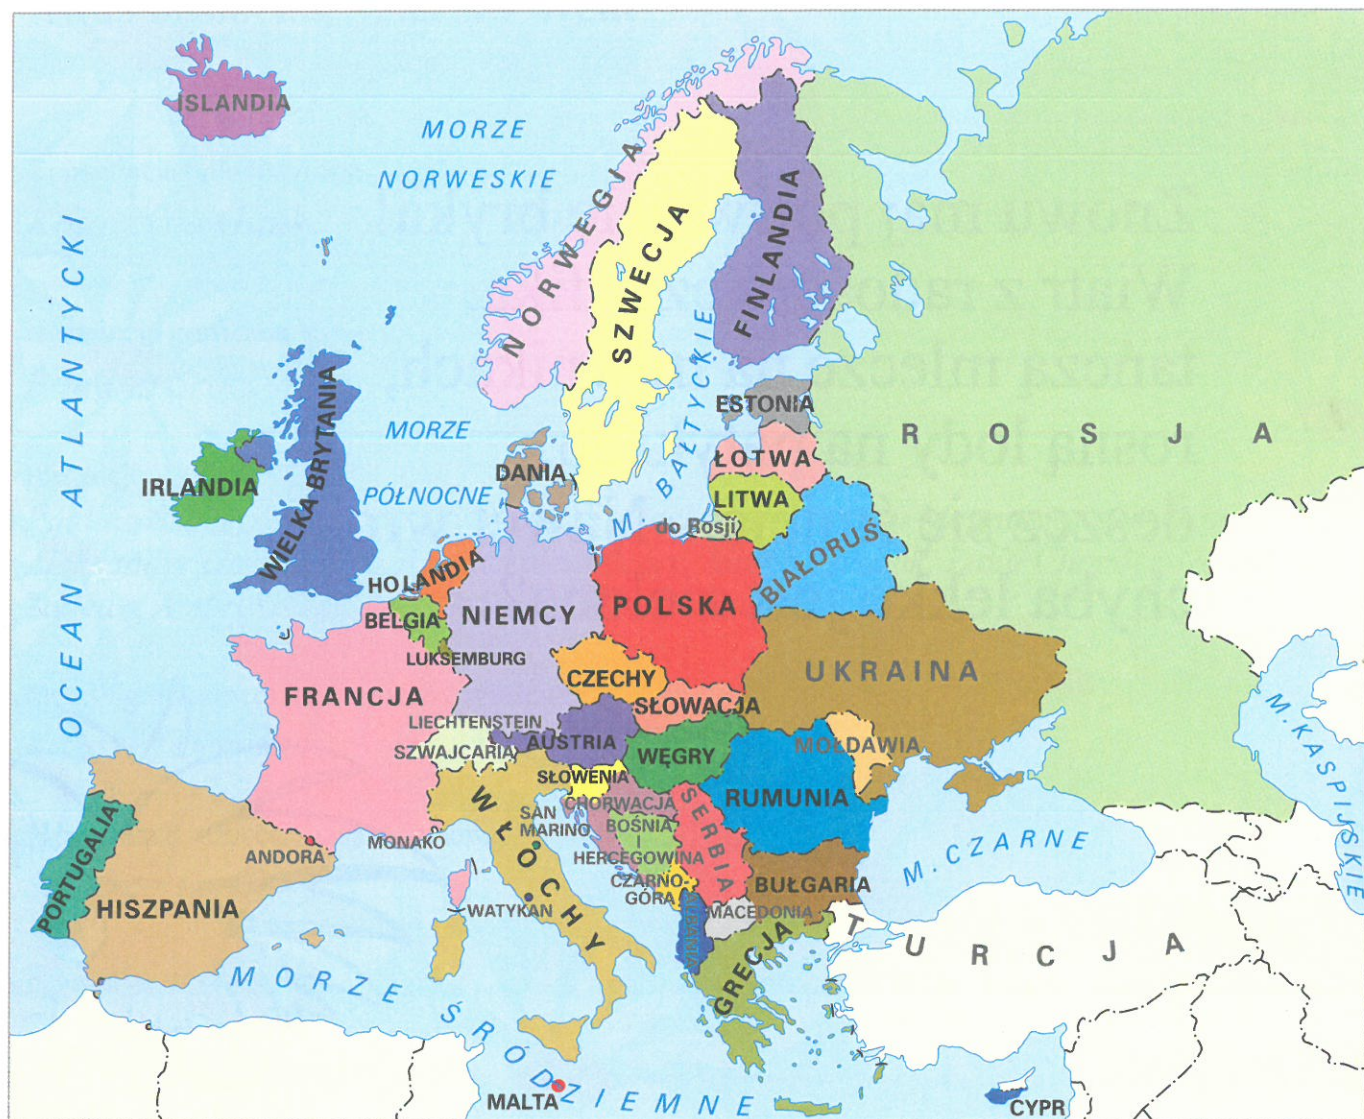 ISLANDIA
MORZE
NORWESKIE
NORWEGIA
SZWECJA
FINLANDIA
OCEAN ATLANTYCKI
ESTONIA
ROSJA
MORZE
PÓŁNOCNE
M. BAŁTYCKIE
ŁOTWA
DANIA
LITWA
IRLANDIA
WIELKA BRYTANIA
do Rosji
BIAŁORUŚ
HOLANDIA
POLSKA
NIEMCY
BELGIA
LUKSEMBURG
CZECHY
UKRAINA
FRANCJA
SŁOWACJA
LIECHTENSTEIN
AUSTRIA
SZWAJCARIA
WĘGRY
MOŁDAWIA
M. KASPIJSKIE
SŁOWENIA
RUMUNIA
CHORWACJA
WŁOCHY
SAN
MARINO
BOŚNIA
I
HERCEGOWINA
SERBIA
PORTUGALIA
ANDORA
MONAKO
M. CZARNE
CZARNO-
GÓRA
BUŁGARIA
HISZPANIA
WATYKAN
ALBANIA
MACEDONIA
TURCJA
GRECJA
MORZE ŚRÓDZIEMNE
MALTA
CYPR